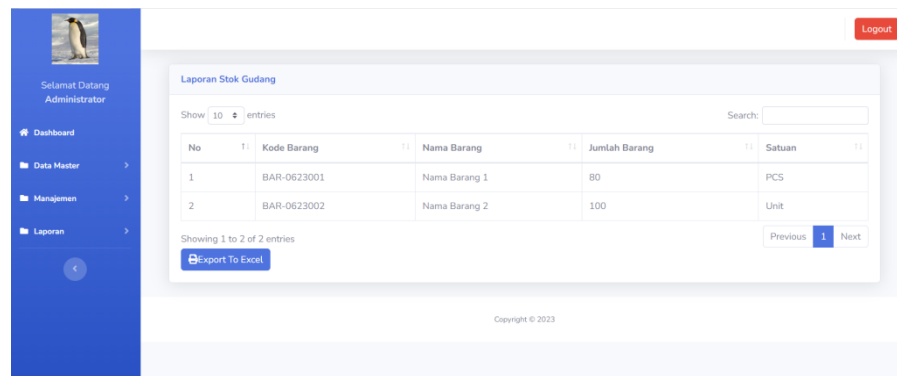 Logout
Selamat Datang
Administrator
Dashboard
Data Master
Manajemen
Laporan
Laporan Stok Gudang
Show 10 entries Search:
No Kode Barang Nama Barang Jumlah Barang Satuan
1 BAR-0623001 Nama Barang 1 80 PCS
2 BAR-0623002 Nama Barang 2 100 Unit
Showing 1 to 2 of 2 entries Previous 1 Next
Export To Excel
Copyright © 2023